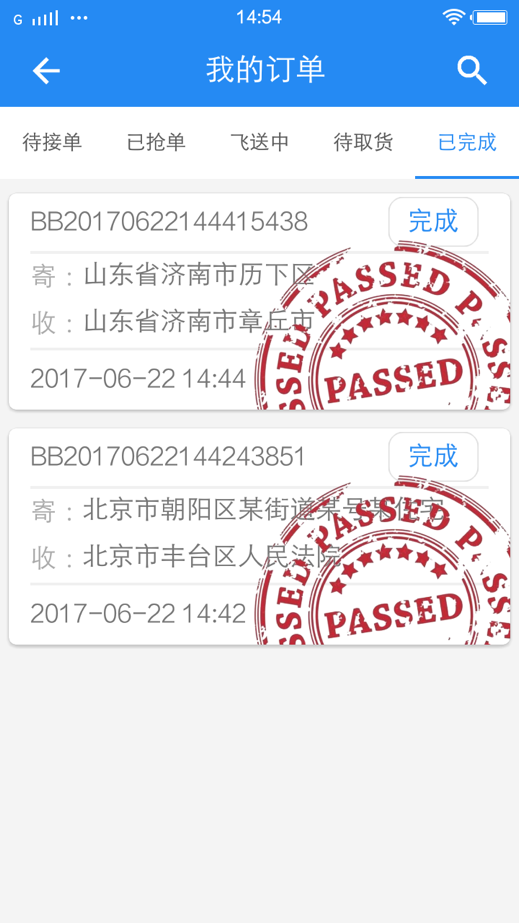 G 14:54
我的订单
待接单 已抢单 飞送中 待取货 已完成
BB20170622144415438 完成
寄：山东省济南市历下区
收：山东省济南市章丘市
2017-06-22 14:44
PASSED PASSED PASSED
PASSED
BB20170622144243851 完成
寄：北京市朝阳区某街道某号某住宅
收：北京市丰台区人民法院
2017-06-22 14:42
PASSED PASSED PASSED
PASSED